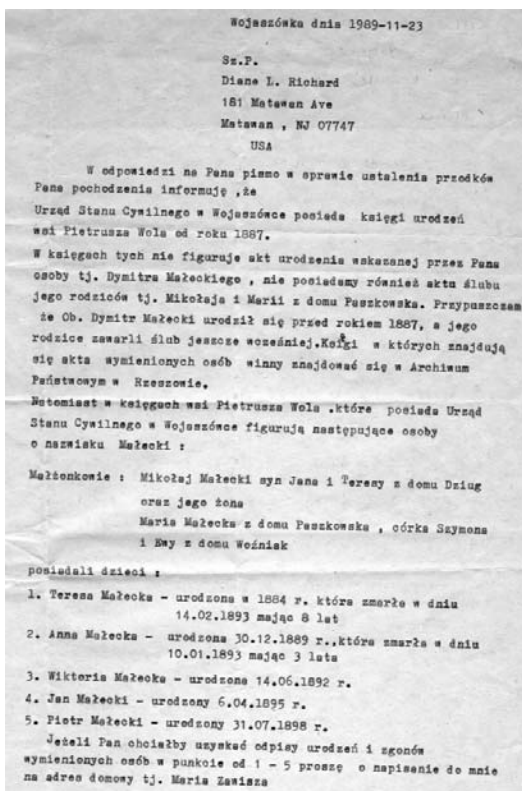 Wojaszówka dnia 1989-11-23
Sz.P.
Diane L. Richard
181 Matawan Ave
Matawan , NJ 07747
USA
W odpowiedzi na Pana pismo w sprawie ustalenia przodków
Pana pochodzenia informuję ,że
Urząd Stanu Cywilnego w Wojaszówce posiada księgi urodzeń
wsi Pietrusza Wola od roku 1887.
W księgach tych nie figuruje akt urodzenia wskazanej przez Pana
osoby tj. Dymitra Małeckiego , nie posiadamy również aktu ślubu
jego rodziców tj. Mikołaja i Marii z domu Paszkowska. Przypuszczam
że Ob. Dymitr Małecki urodził się przed rokiem 1887, a jego
rodzice zawarli ślub jeszcze wcześniej.Księgi w których znajdują
się akta wymienionych osób winny znajdować się w Archiwum
Państwowym w Rzeszowie.
Natomiast w księgach wsi Pietrusza Wola .które posiada Urząd
Stanu Cywilnego w Wojaszówce figurują następujące osoby
o nazwisku Małecki :
Małżonkowie : Mikołaj Małecki syn Jana i Teresy z domu Dziug
oraz jego żona
Maria Małecka z domu Paszkowska , córka Szymona
i Ewy z domu Woźniak
posiadali dzieci :
1. Teresa Małecka - urodzona w 1884 r. która zmarła w dniu
14.02.1893 mając 8 lat
2. Anna Małecka - urodzona 30.12.1889 r.,która zmarła w dniu
10.01.1893 mając 3 lata
3. Wiktoria Małecka - urodzona 14.06.1892 r.
4. Jan Małecki - urodzony 6.04.1895 r.
5. Piotr Małecki - urodzony 31.07.1898 r.
Jeżeli Pan chciałby uzyskać odpisy urodzeń i zgonów
wymienionych osób w punkcie od 1 - 5 proszę o napisanie do mnie
na adres domowy tj. Maria Zawisza